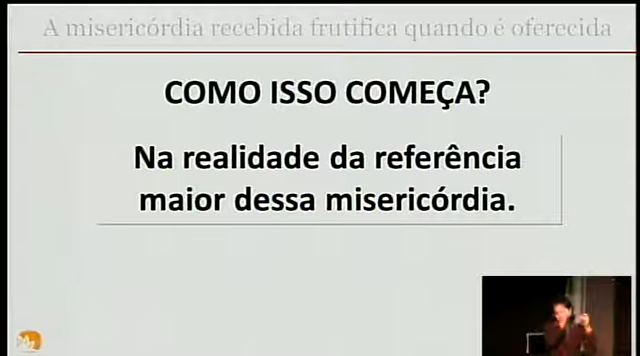 A misericórdia recebida frutifica quando é oferecida
COMO ISSO COMEÇA?
Na realidade da referência
maior dessa misericórdia.